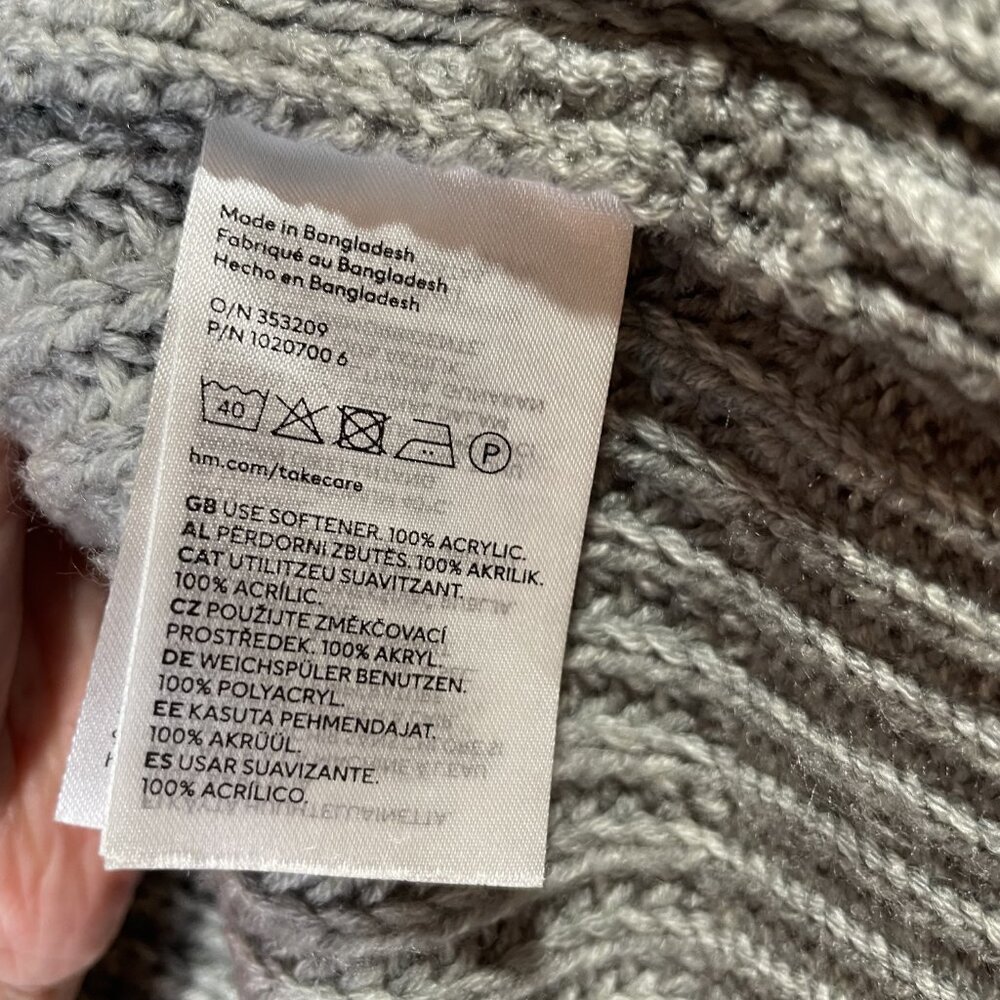 Made in Bangladesh
Fabriqué au Bangladesh
Hecho en Bangladesh
O/N 353209
P/N 1020700 6
40
P
hm.com/takecare
GB USE SOFTENER. 100% ACRYLIC.
AL PËRDORNI ZBUTËS. 100% AKRILIK.
CAT UTILITZEU SUAVITZANT.
100% ACRÍLIC.
CZ POUŽIJTE ZMĚKČOVACÍ
PROSTŘEDEK. 100% AKRYL.
DE WEICHSPÜLER BENUTZEN.
100% POLYACRYL.
EE KASUTA PEHMENDAJAT.
100% AKRÜÜL.
ES USAR SUAVIZANTE.
100% ACRÍLICO.